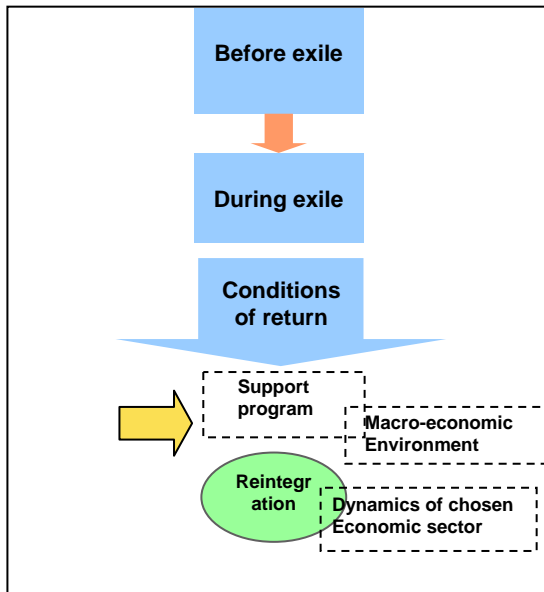 Before exile
During exile
Conditions
of return
Support
program
Macro-economic
Environment
Reintegr
ation
Dynamics of chosen
Economic sector